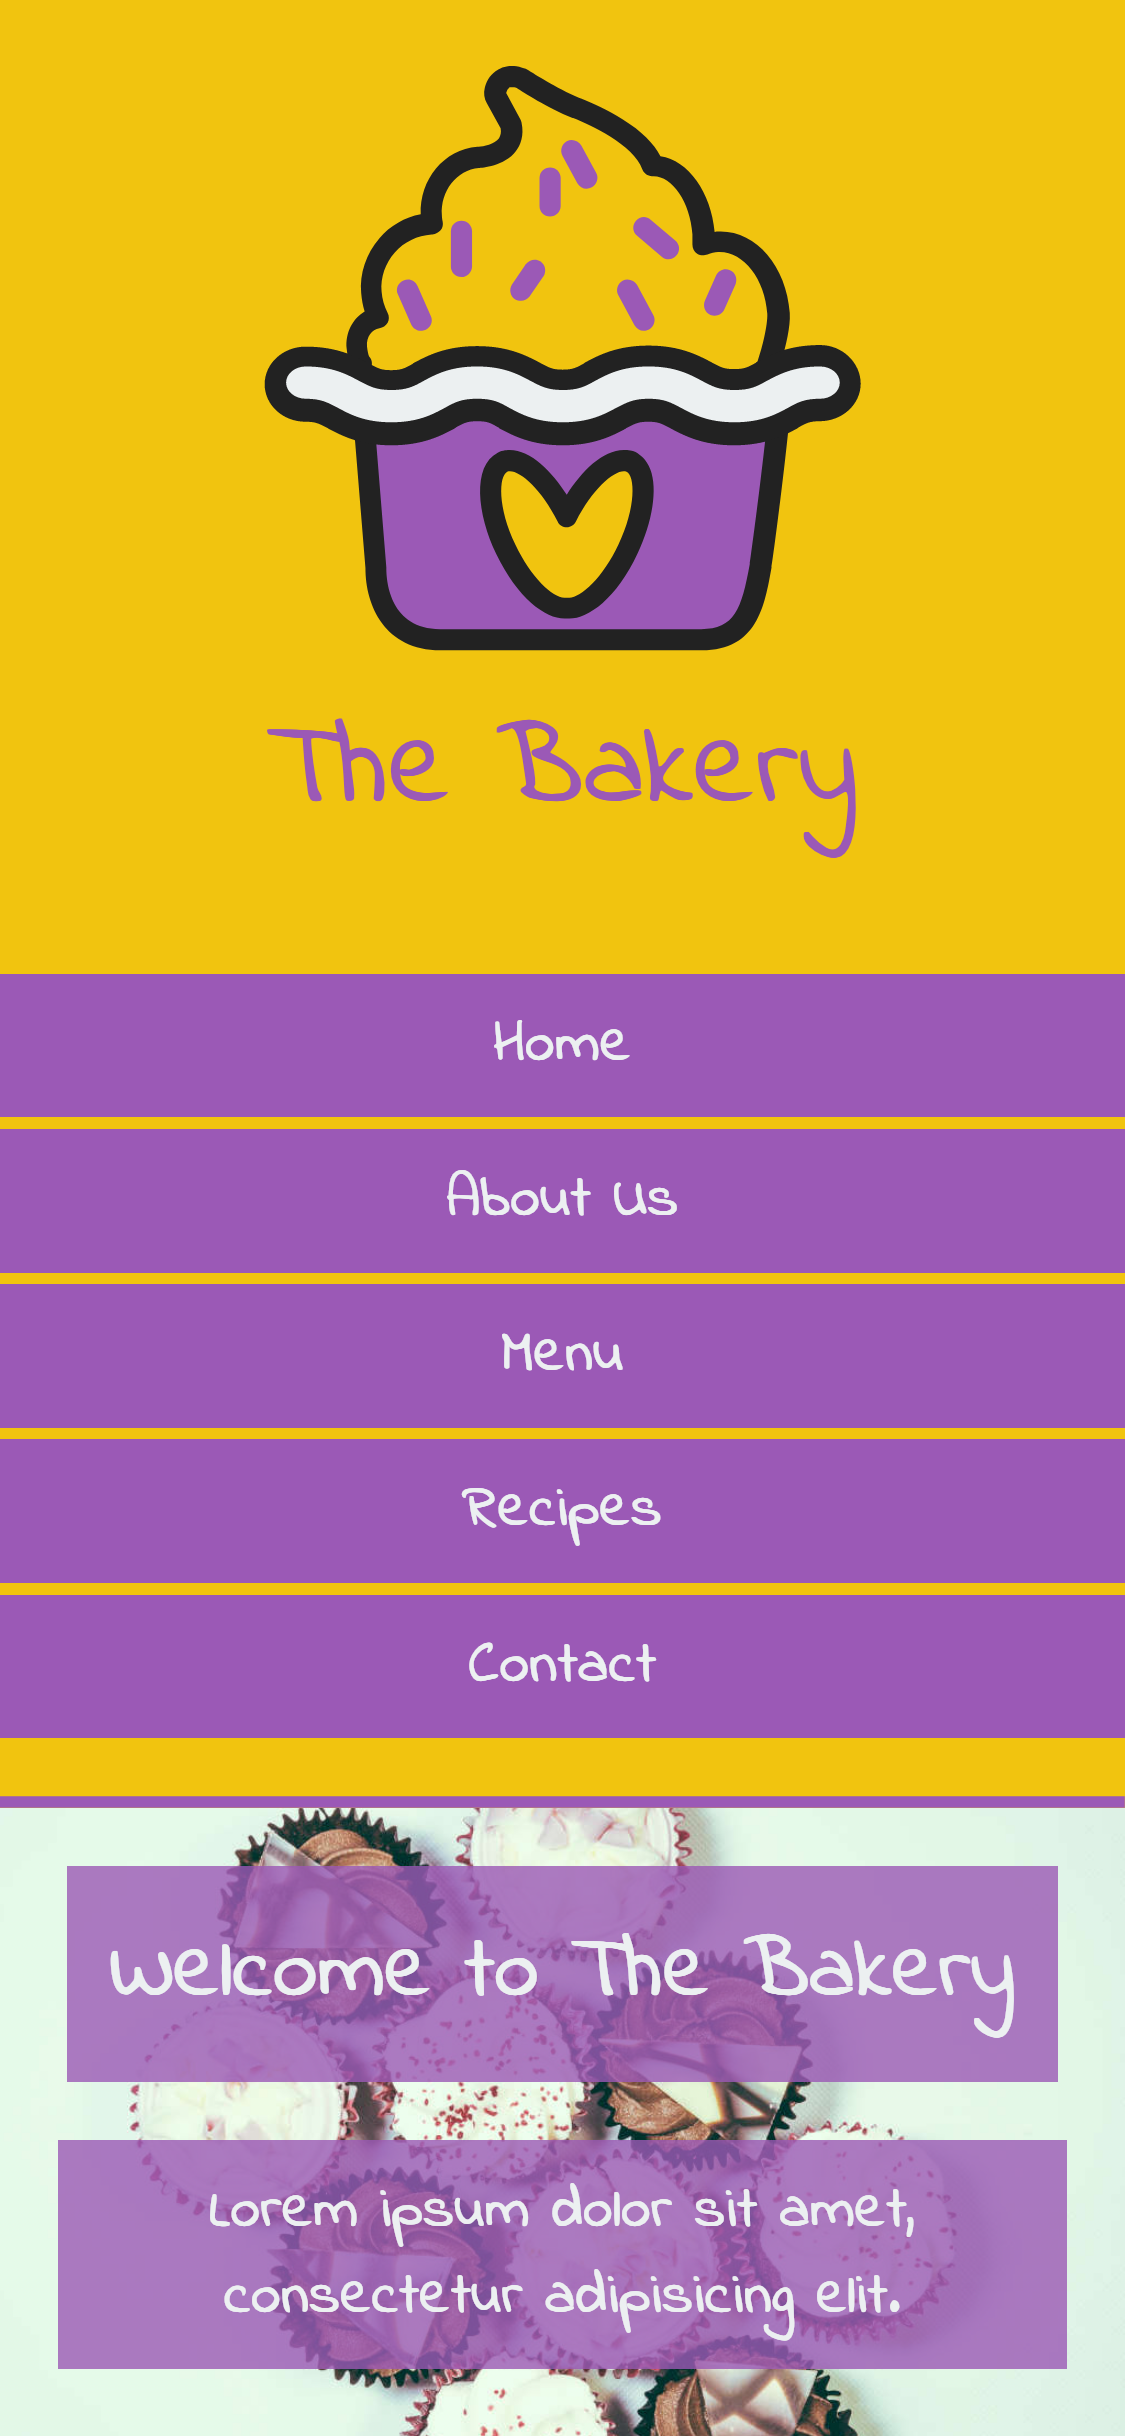 The Bakery
Home
About Us
Menu
Recipes
Contact
Welcome to The Bakery
Lorem ipsum dolor sit amet,
consectetur adipisicing elit.